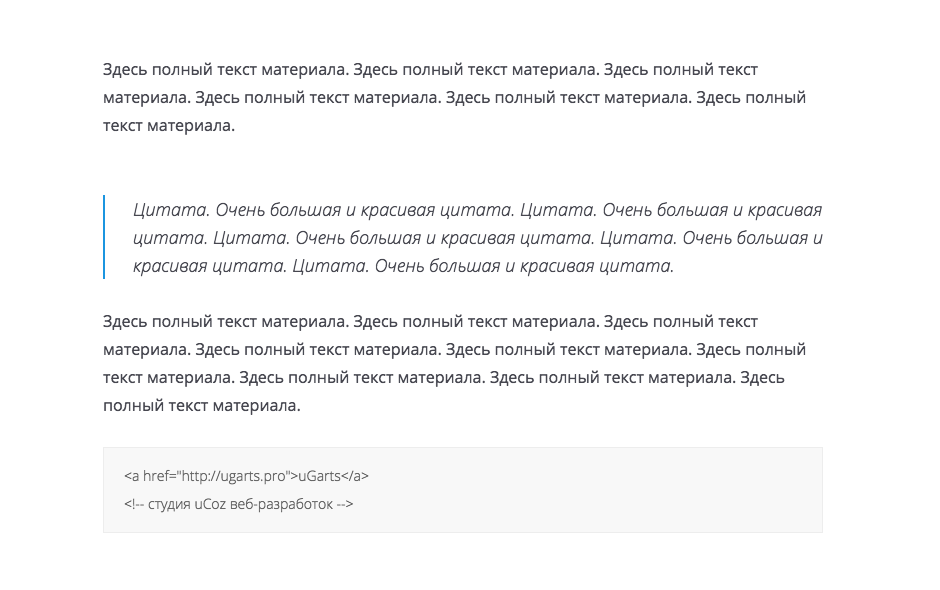 Здесь полный текст материала. Здесь полный текст материала. Здесь полный текст
материала. Здесь полный текст материала. Здесь полный текст материала. Здесь полный
текст материала.
Цитата. Очень большая и красивая цитата. Цитата. Очень большая и красивая
цитата. Цитата. Очень большая и красивая цитата. Цитата. Очень большая и
красивая цитата. Цитата. Очень большая и красивая цитата.
Здесь полный текст материала. Здесь полный текст материала. Здесь полный текст
материала. Здесь полный текст материала. Здесь полный текст материала. Здесь полный
текст материала. Здесь полный текст материала. Здесь полный текст материала. Здесь
полный текст материала.
<a href="http://ugarts.pro">uGarts</a>
<!-- студия uCoz веб-разработок -->